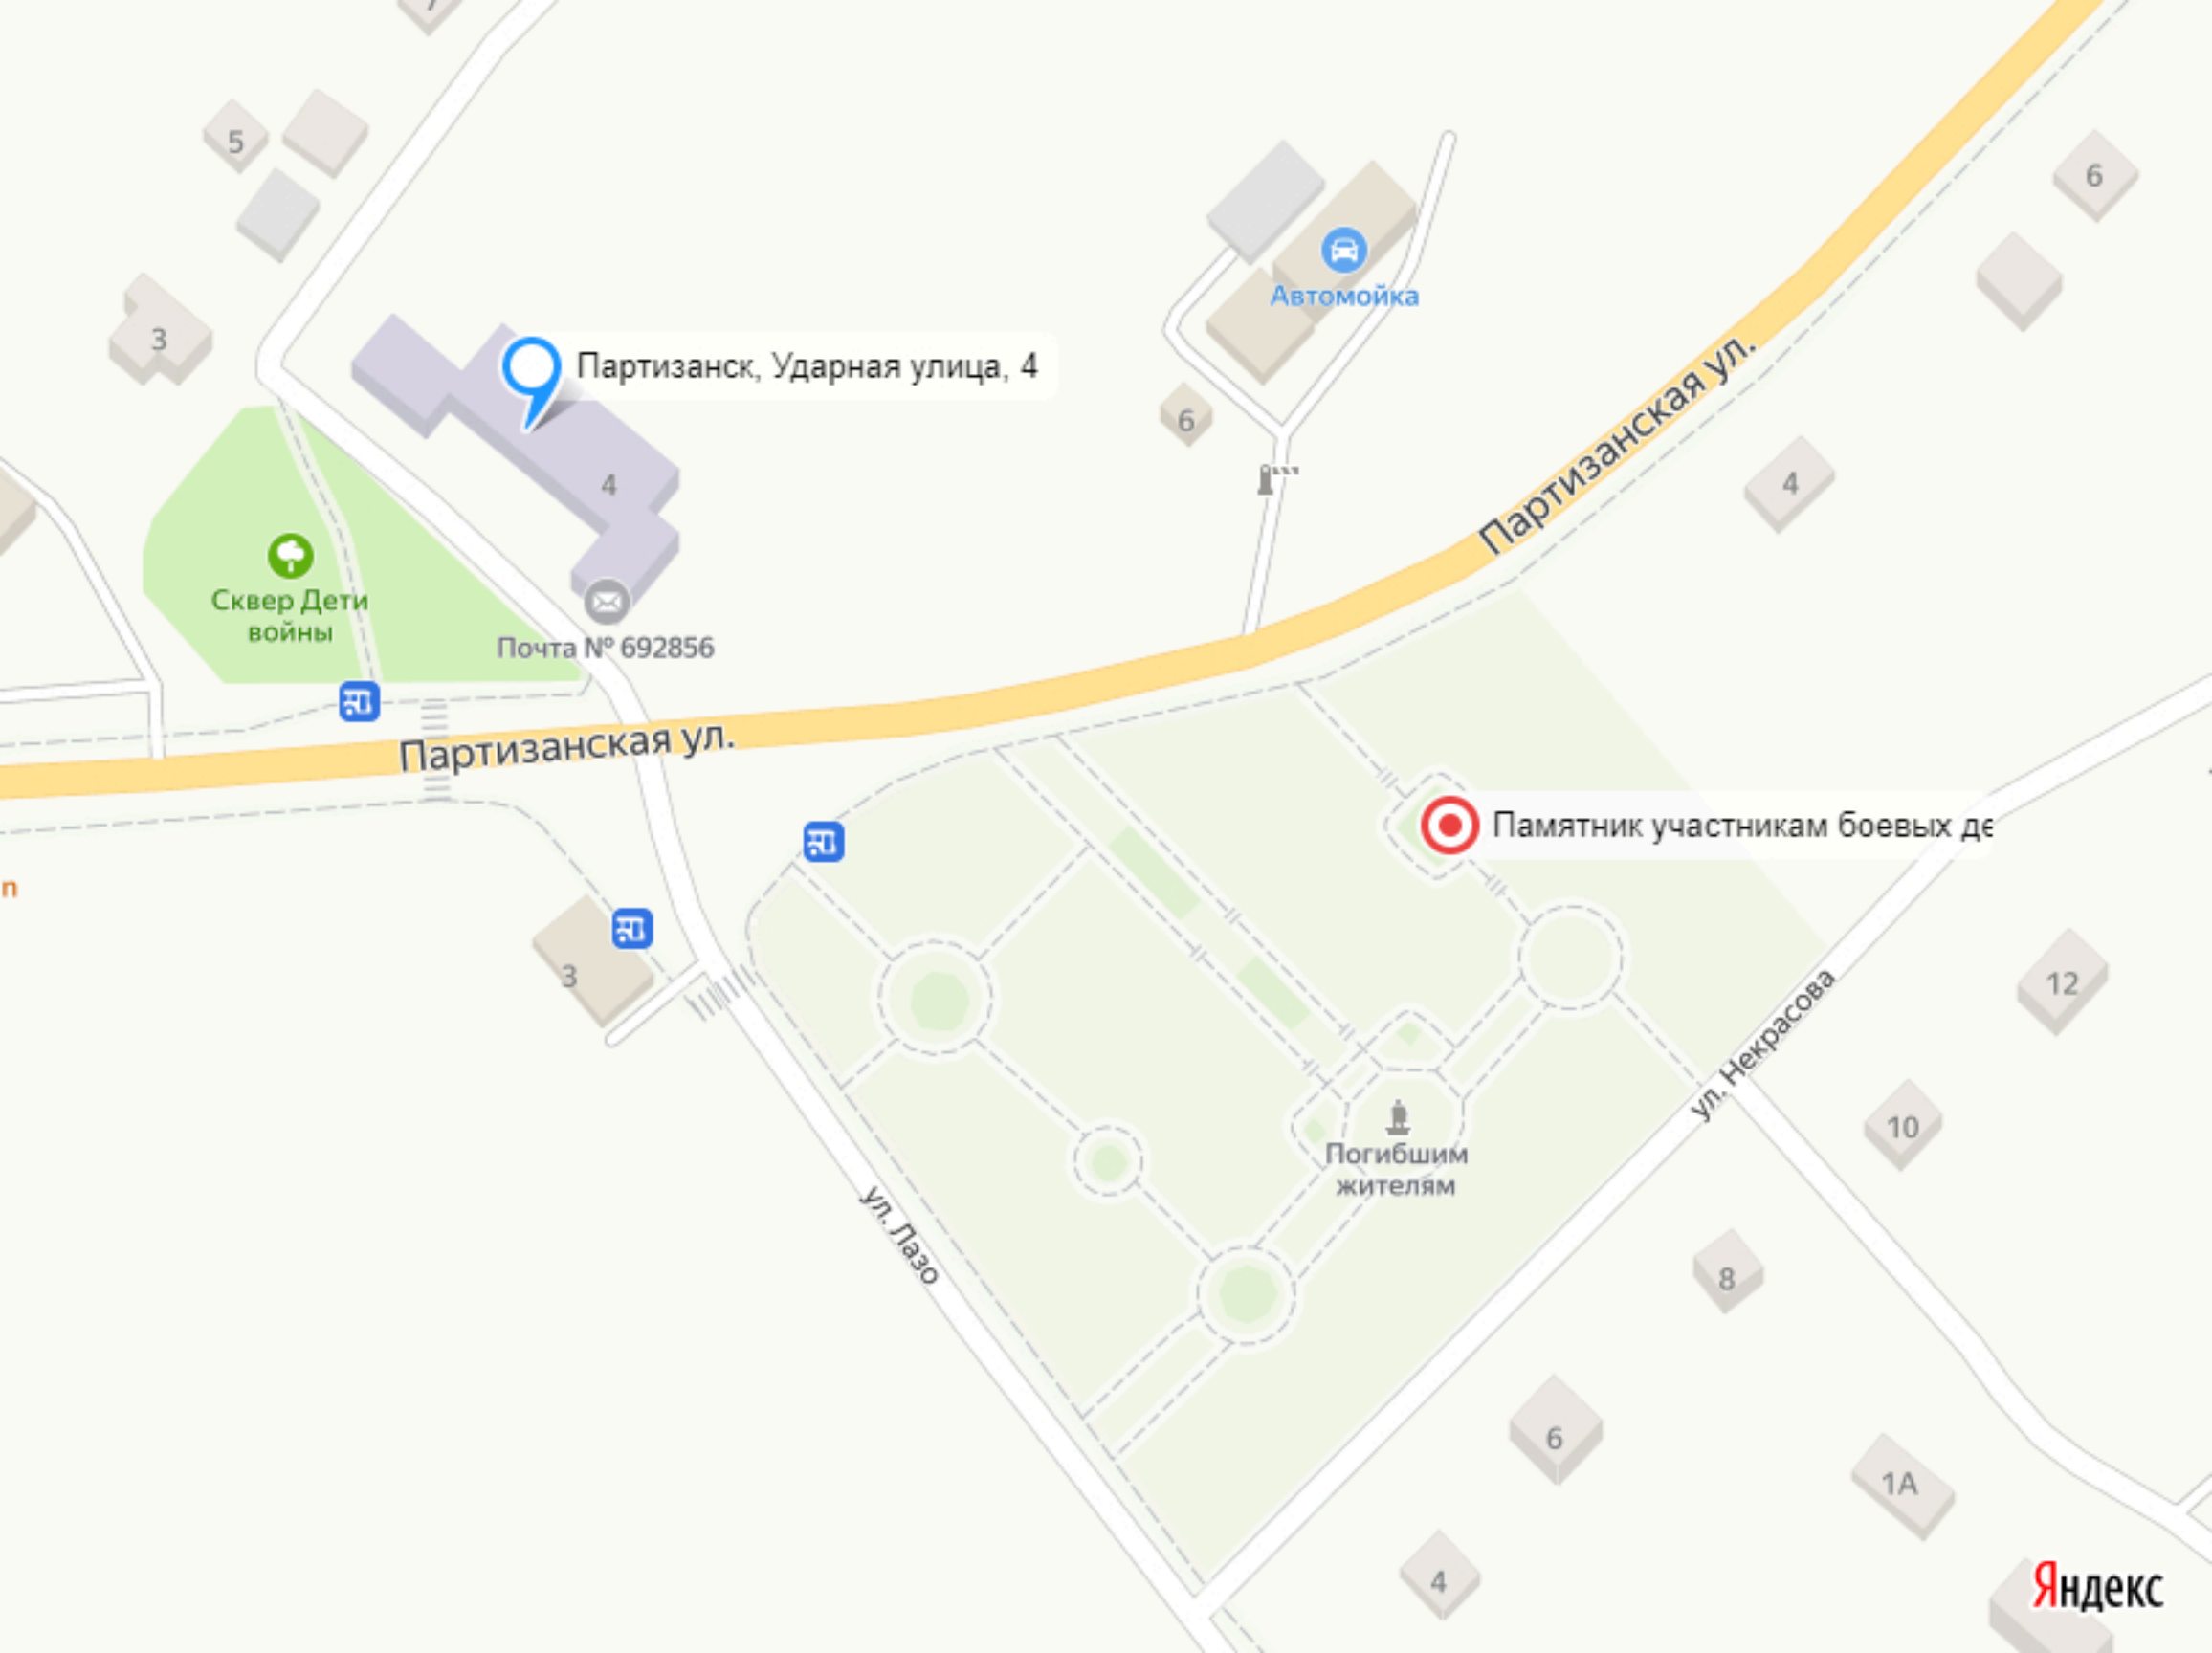 7
5
6
3
Автомойка
Партизанск, Ударная улица, 4
6
Партизанская ул.
4
4
Сквер Дети
войны
Почта № 692856
Партизанская ул.
Памятник участникам боевых де
п
3
12
ул. Некрасова
10
Погибшим
жителям
ул. Лазо
8
6
1А
4
Яндекс